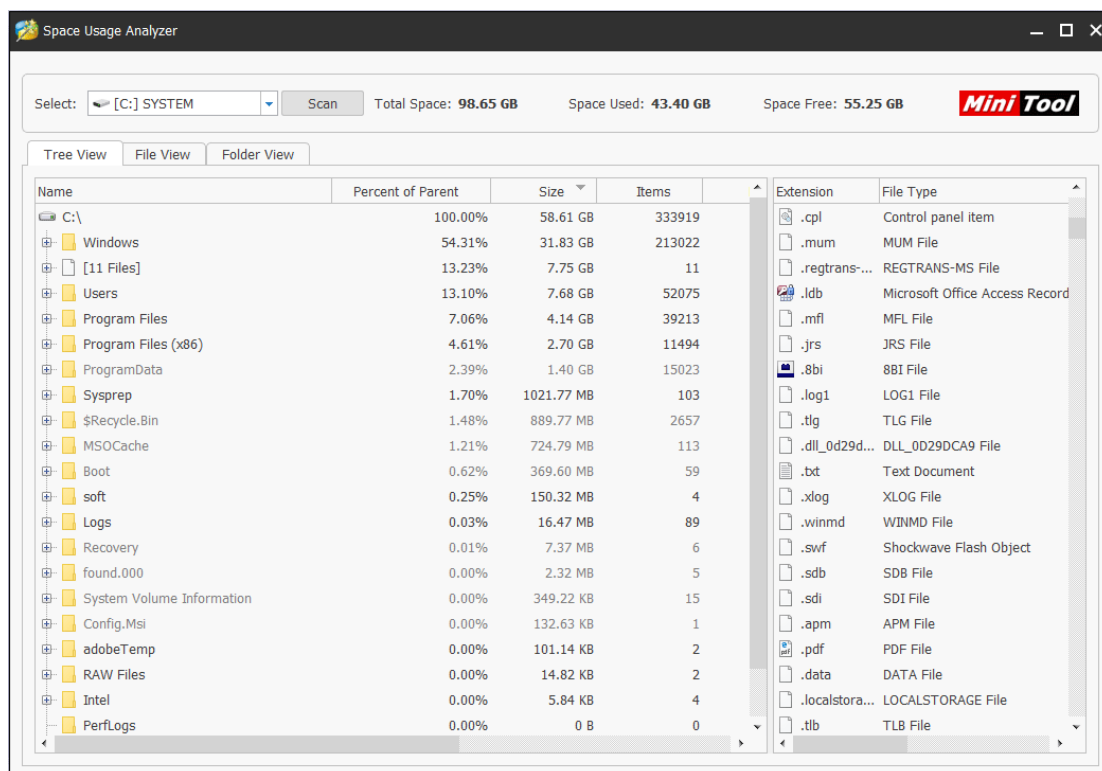 Space Usage Analyzer
Select: [C:] SYSTEM Scan Total Space: 98.65 GB Space Used: 43.40 GB Space Free: 55.25 GB Mini Tool
Tree View File View Folder View
Name Percent of Parent Size Items Extension File Type
C:\ 100.00% 58.61 GB 333919 .cpl Control panel item
Windows 54.31% 31.83 GB 213022 .mum MUM File
[11 Files] 13.23% 7.75 GB 11 .regtrans-... REGTRANS-MS File
Users 13.10% 7.68 GB 52075 .ldb Microsoft Office Access Record
Program Files 7.06% 4.14 GB 39213 .mfl MFL File
Program Files (x86) 4.61% 2.70 GB 11494 .jrs JRS File
ProgramData 2.39% 1.40 GB 15023 .8bi 8BI File
Sysprep 1.70% 1021.77 MB 103 .log1 LOG1 File
$Recycle.Bin 1.48% 889.77 MB 2657 .tlg TLG File
MSOCache 1.21% 724.79 MB 113 .dll_0d29d... DLL_0D29DCA9 File
Boot 0.62% 369.60 MB 59 .txt Text Document
soft 0.25% 150.32 MB 4 .xlog XLOG File
Logs 0.03% 16.47 MB 89 .winmd WINMD File
Recovery 0.01% 7.37 MB 6 .swf Shockwave Flash Object
found.000 0.00% 2.32 MB 5 .sdb SDB File
System Volume Information 0.00% 349.22 KB 15 .sdi SDI File
Config.Msi 0.00% 132.63 KB 1 .apm APM File
adobeTemp 0.00% 101.14 KB 2 .pdf PDF File
RAW Files 0.00% 14.82 KB 2 .data DATA File
Intel 0.00% 5.84 KB 4 .localstora... LOCALSTORAGE File
PerfLogs 0.00% 0 B 0 .tlb TLB File